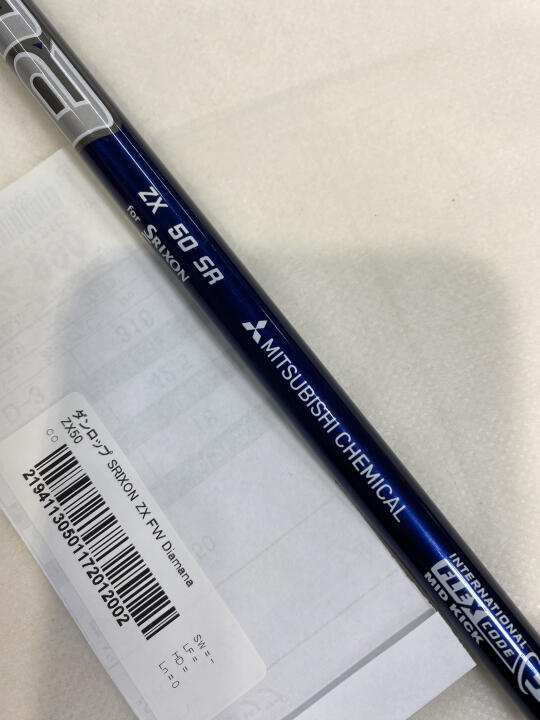 ZX 50 SR
for SRIXON
MITSUBISHI CHEMICAL
INTERNATIONAL
FLEX CODE
MID KICK
ダンロップ SRIXON ZX FW Diamana
ZX50
○○
21941130501172012002
SW = -
LF =
HD =
Ln = 0